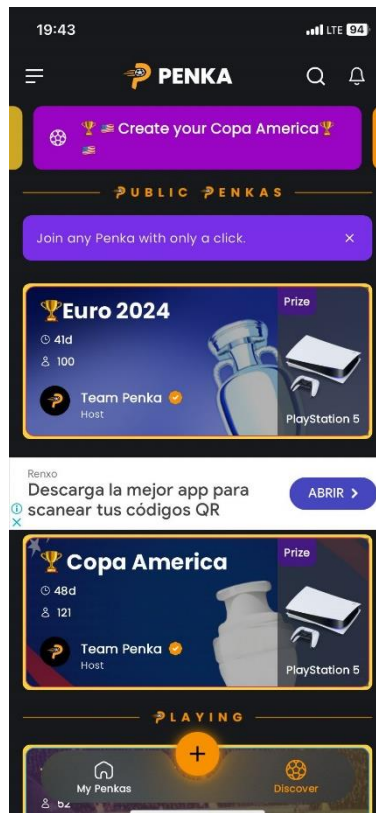 19:43
LTE 94
PENKA
🏆🇺🇸Create your Copa America🏆
🇺🇸
PUBLIC PENKAS
Join any Penka with only a click.
🏆Euro 2024
Prize
41d
100
Team Penka
Host
PlayStation 5
Renxo
Descarga la mejor app para
scanear tus códigos QR
ABRIR
🏆Copa America
Prize
48d
121
Team Penka
Host
PlayStation 5
PLAYING
+
My Penkas
Discover